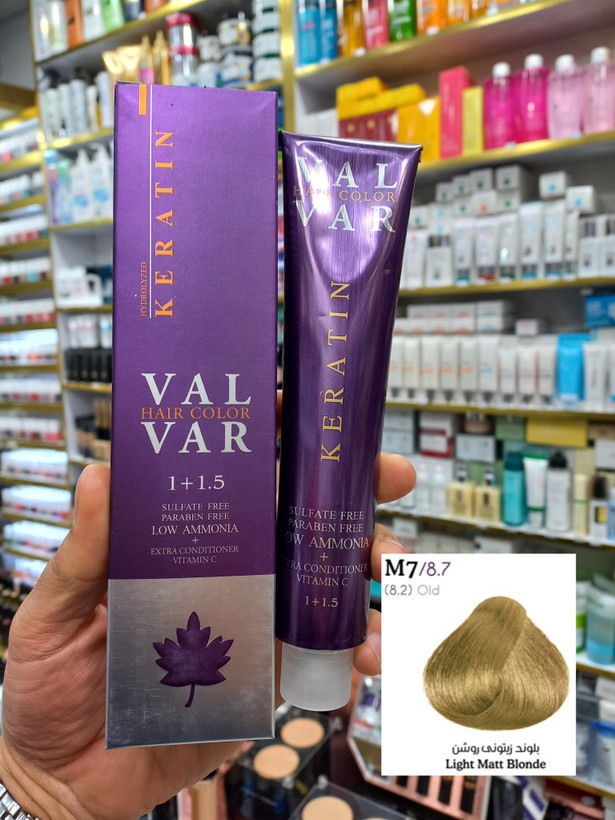 HYDROLYZED
KERATIN
VAL
HAIR COLOR
VAR
1+1.5
SULFATE FREE
PARABEN FREE
LOW AMMONIA
+
EXTRA CONDITIONER
VITAMIN C
VAL
HAIR COLOR
VAR
KERATIN
SULFATE FREE
PARABEN FREE
LOW AMMONIA
+
EXTRA CONDITIONER
VITAMIN C
1+1.5
M7/8.7
(8.2) Old
بلوند زیتونی روشن
Light Matt Blonde